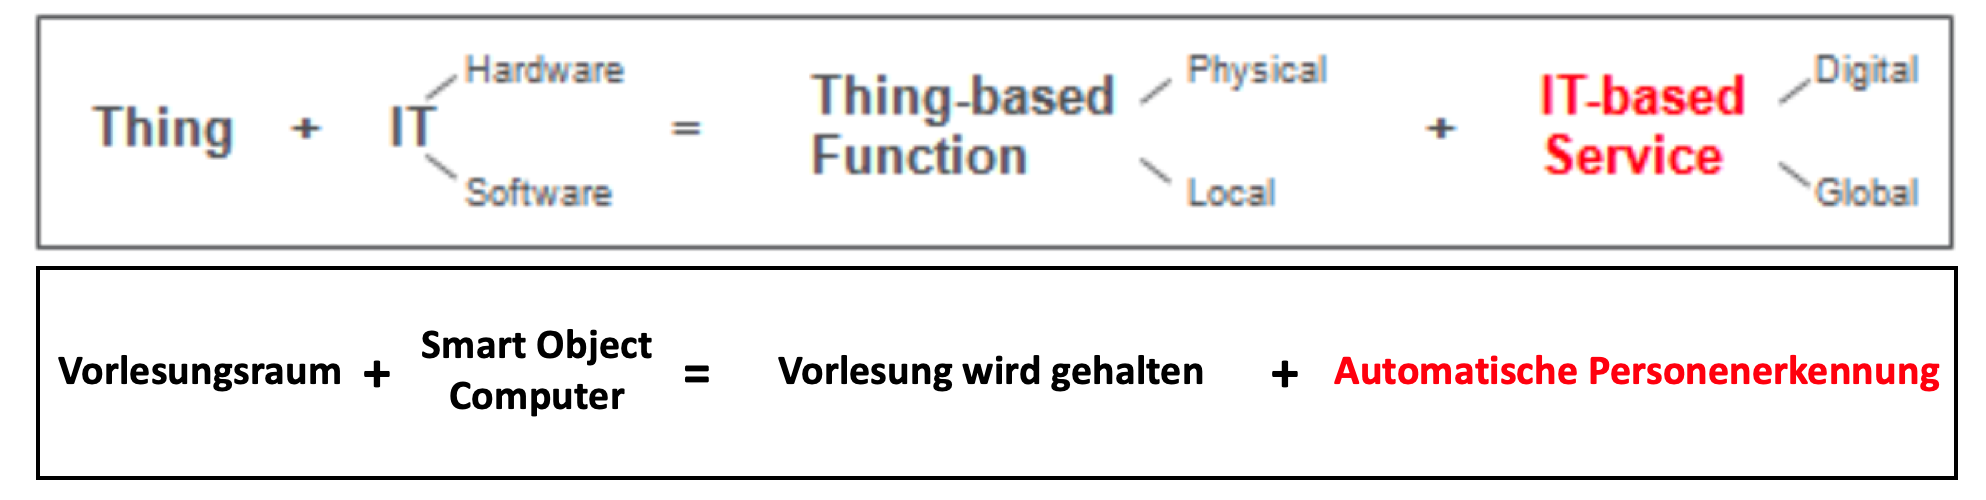 Hardware Physical Digital
Thing + IT = Thing-based Function + IT-based Service
Software Local Global
Vorlesungsraum + Smart Object Computer = Vorlesung wird gehalten + Automatische Personenerkennung